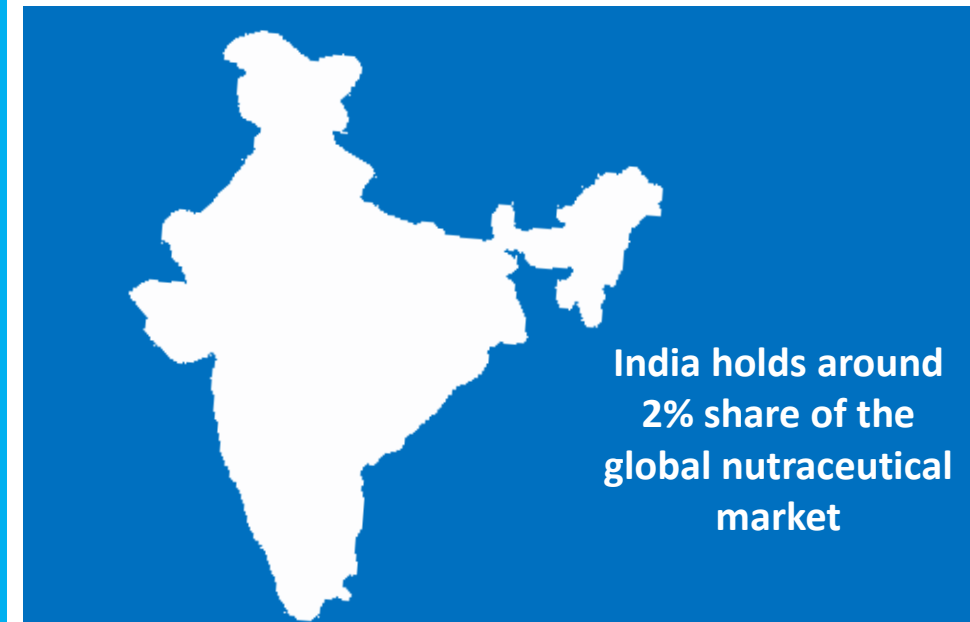 India holds around
2% share of the
global nutraceutical
market